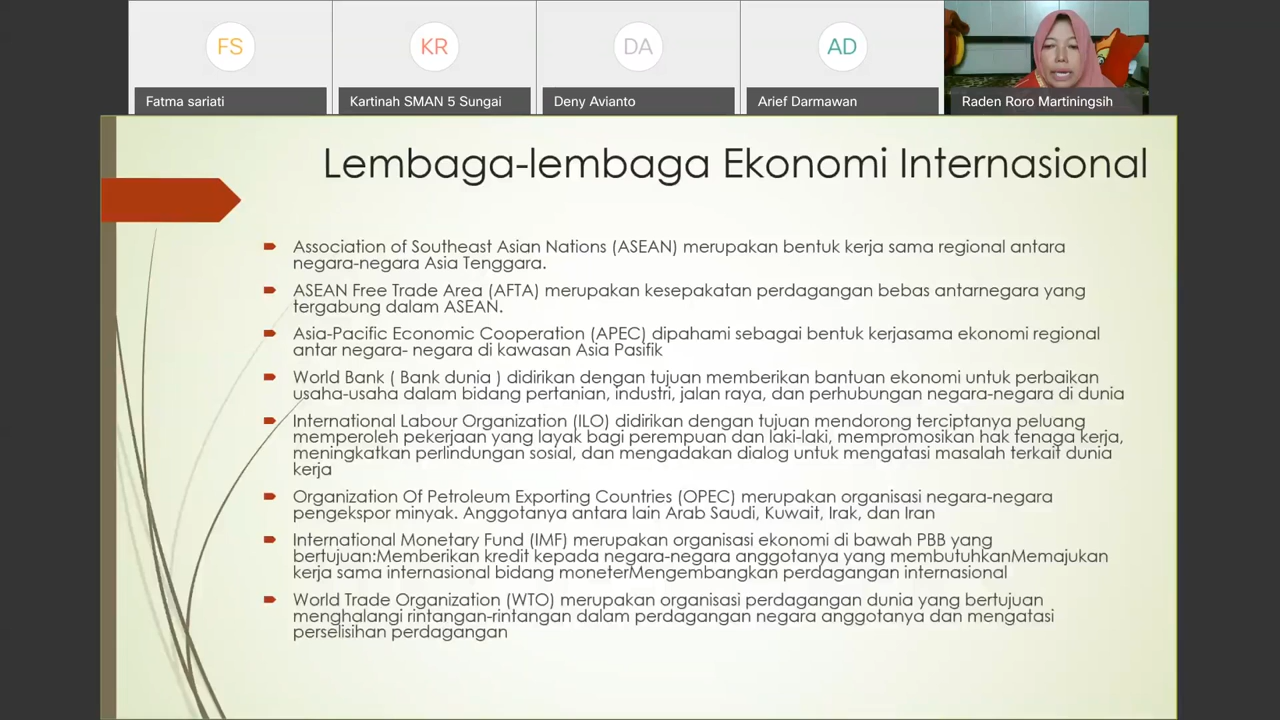 FS
KR
DA
AD
Fatma sariati
Kartinah SMAN 5 Sungai
Deny Avianto
Arief Darmawan
Raden Roro Martiningsih
Lembaga-lembaga Ekonomi Internasional
Association of Southeast Asian Nations (ASEAN) merupakan bentuk kerja sama regional antara
negara-negara Asia Tenggara.
ASEAN Free Trade Area (AFTA) merupakan kesepakatan perdagangan bebas antarnegara yang
tergabung dalam ASEAN.
Asia-Pacific Economic Cooperation (APEC) dipahami sebagai bentuk kerjasama ekonomi regional
antar negara- negara di kawasan Asia Pasifik
World Bank ( Bank dunia ) didirikan dengan tujuan memberikan bantuan ekonomi untuk perbaikan
usaha-usaha dalam bidang pertanian, industri, jalan raya, dan perhubungan negara-negara di dunia
International Labour Organization (ILO) didirikan dengan tujuan mendorong terciptanya peluang
memperoleh pekerjaan yang layak bagi perempuan dan laki-laki, mempromosikan hak tenaga kerja,
meningkatkan perlindungan sosial, dan mengadakan dialog untuk mengatasi masalah terkait dunia
kerja
Organization Of Petroleum Exporting Countries (OPEC) merupakan organisasi negara-negara
pengekspor minyak. Anggotanya antara lain Arab Saudi, Kuwait, Irak, dan Iran
International Monetary Fund (IMF) merupakan organisasi ekonomi di bawah PBB yang
bertujuan:Memberikan kredit kepada negara-negara anggotanya yang membutuhkanMemajukan
kerja sama internasional bidang moneterMengembangkan perdagangan internasional
World Trade Organization (WTO) merupakan organisasi perdagangan dunia yang bertujuan
menghalangi rintangan-rintangan dalam perdagangan negara anggotanya dan mengatasi
perselisihan perdagangan